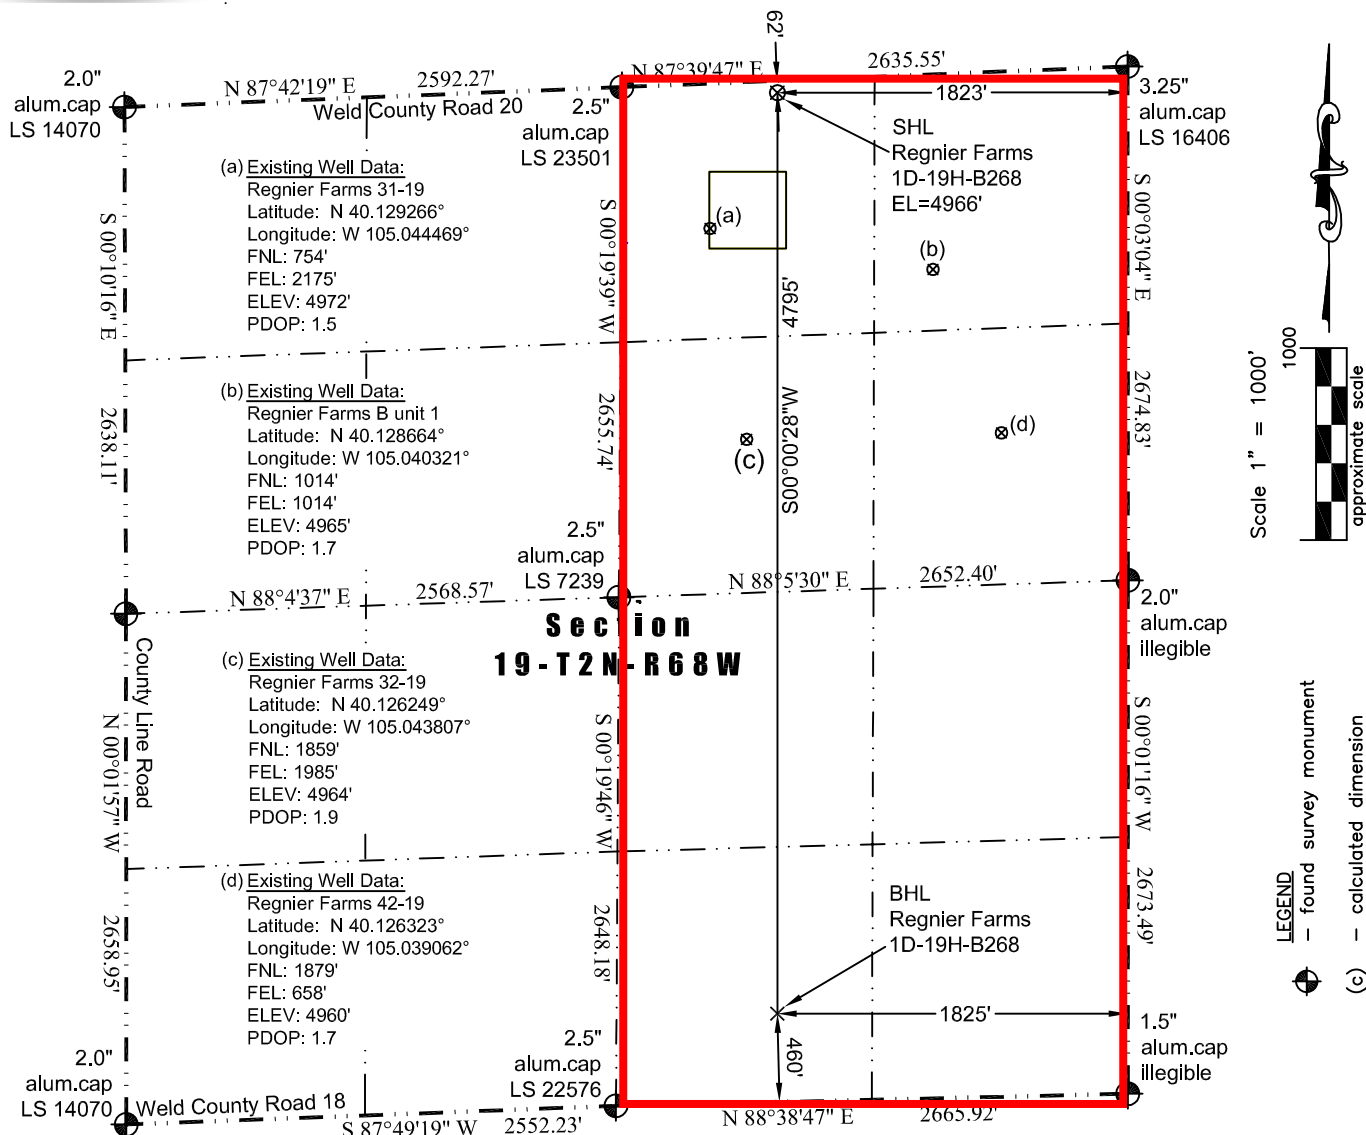 62'
2.0"
alum.cap
LS 14070
N 87°42'19" E 2592.27'
Weld County Road 20
2.5"
alum.cap
LS 23501
N 87°39'47" E 2635.55'
1823'
3.25"
alum.cap
LS 16406
SHL
Regnier Farms
1D-19H-B268
EL=4966'
(a) Existing Well Data:
Regnier Farms 31-19
Latitude: N 40.129266°
Longitude: W 105.044469°
FNL: 754'
FEL: 2175'
ELEV: 4972'
PDOP: 1.5
S 00°10'16" E
2638.11'
S 00°19'39" W
2655.74'
(a)
(b)
4795'
S00°00'28"W
S 00°03'04" E
2674.83'
(b) Existing Well Data:
Regnier Farms B unit 1
Latitude: N 40.128664°
Longitude: W 105.040321°
FNL: 1014'
FEL: 1014'
ELEV: 4965'
PDOP: 1.7
(c)
(d)
1000
Scale 1" = 1000'
approximate scale
2.5"
alum.cap
LS 7239
N 88°4'37" E 2568.57'
N 88°5'30" E 2652.40'
2.0"
alum.cap
illegible
Section
19-T2N-R68W
County Line Road
N 00°01'57" W
2658.95'
(c) Existing Well Data:
Regnier Farms 32-19
Latitude: N 40.126249°
Longitude: W 105.043807°
FNL: 1859'
FEL: 1985'
ELEV: 4964'
PDOP: 1.9
S 00°19'46" W
2648.18'
S 00°01'16" W
2673.49'
(d) Existing Well Data:
Regnier Farms 42-19
Latitude: N 40.126323°
Longitude: W 105.039062°
FNL: 1879'
FEL: 658'
ELEV: 4960'
PDOP: 1.7
BHL
Regnier Farms
1D-19H-B268
1825'
460'
LEGEND
– found survey monument
(c) – calculated dimension
2.0"
alum.cap
LS 14070
Weld County Road 18
S 87°49'19" W 2552.23'
2.5"
alum.cap
LS 22576
N 88°38'47" E 2665.92'
1.5"
alum.cap
illegible